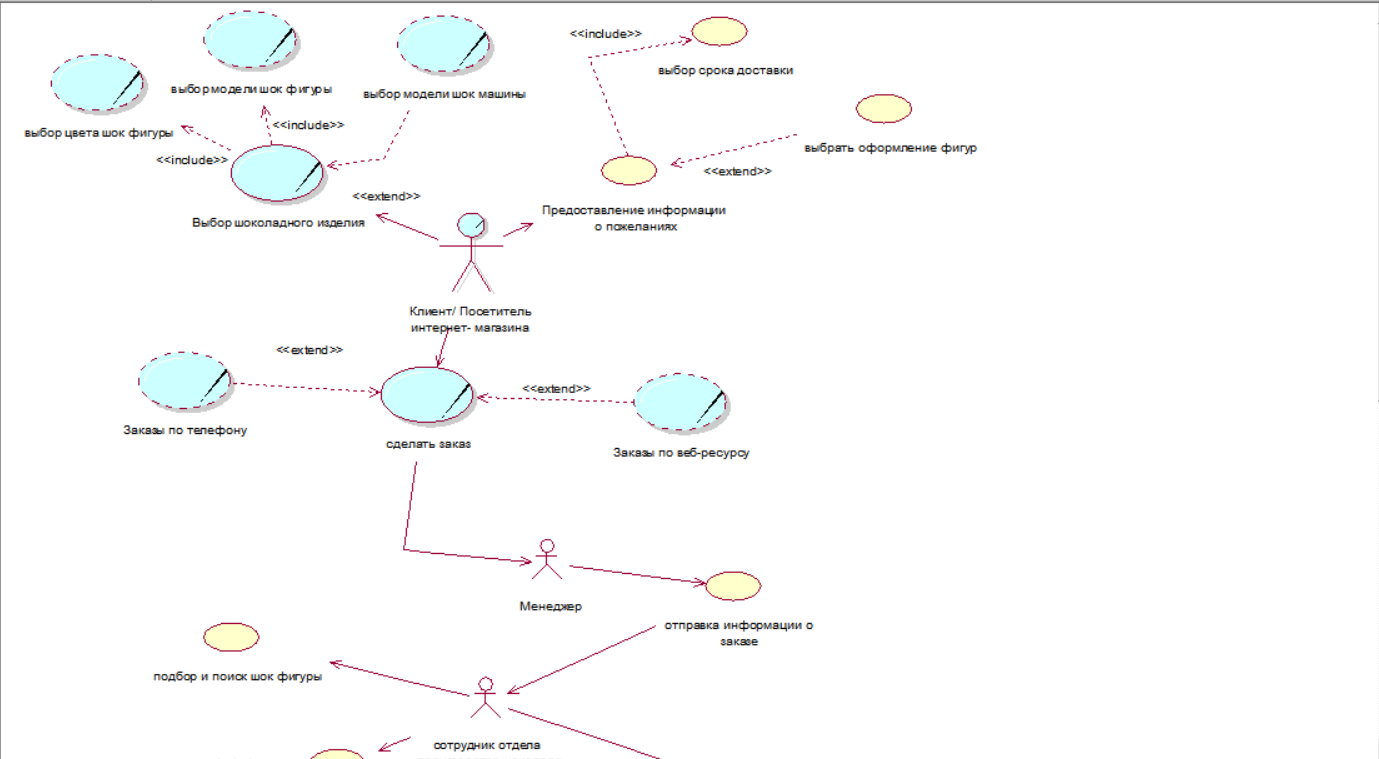 <<include>>
выбор срока доставки
выбор модели шок фигуры
выбор модели шок машины
выбор цвета шок фигуры
<<include>>
<<include>>
выбрать оформление фигур
<<extend>>
<<extend>>
Выбор шоколадного изделия
Предоставление информации
о пожеланиях
Клиент/ Посетитель
интернет- магазина
<<extend>>
<<extend>>
Заказы по телефону
сделать заказ
Заказы по веб-ресурсу
Менеджер
отправка информации о
заказе
подбор и поиск шок фигуры
сотрудник отдела